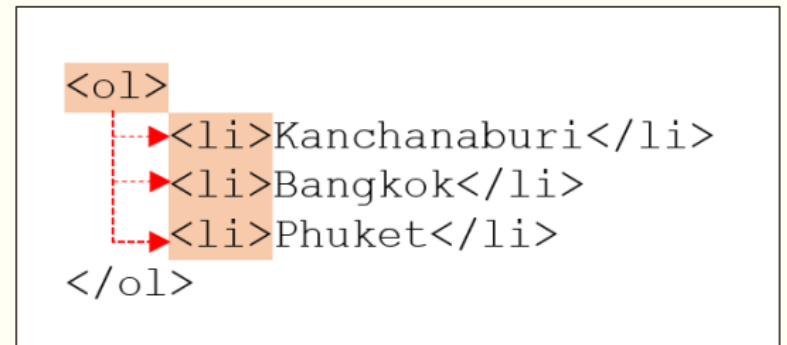 <ol>
<li>Kanchanaburi</li>
<li>Bangkok</li>
<li>Phuket</li>
</ol>